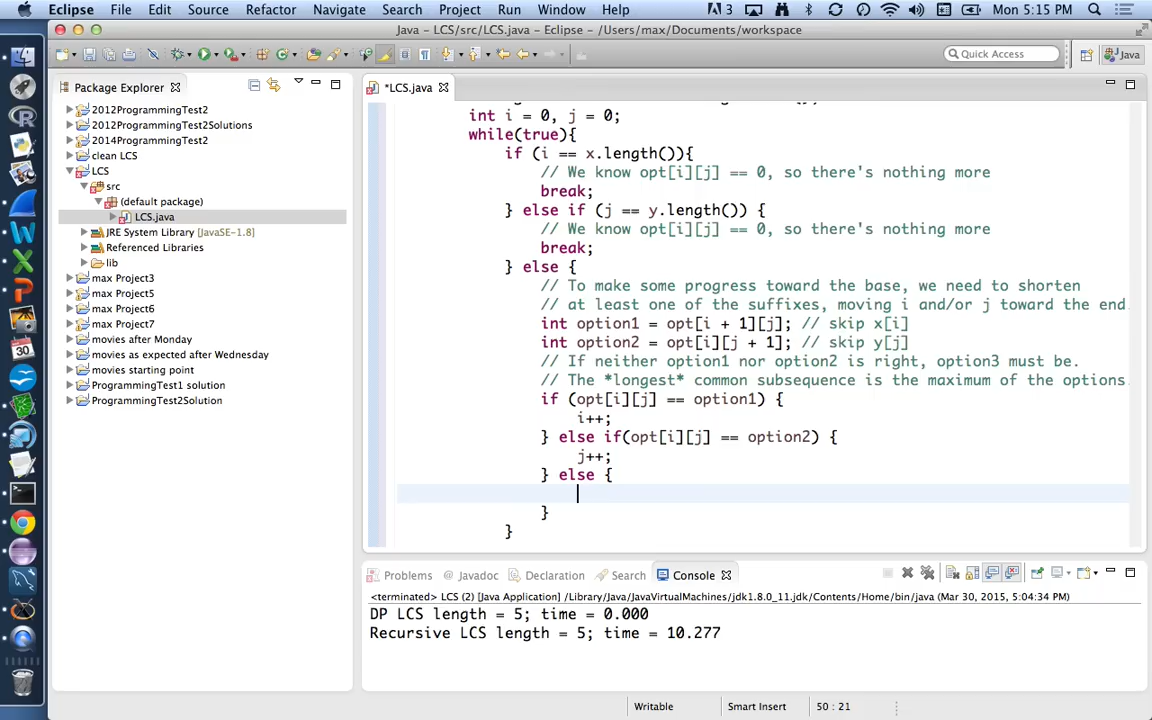 Eclipse File Edit Source Refactor Navigate Search Project Run Window Help 3 Mon 5:15 PM
Java – LCS/src/LCS.java – Eclipse – /Users/max/Documents/workspace
Quick Access Java
Package Explorer
2012ProgrammingTest2
2012ProgrammingTest2Solutions
2014ProgrammingTest2
clean LCS
LCS
src
(default package)
LCS.java
JRE System Library [JavaSE-1.8]
Referenced Libraries
lib
max Project3
max Project5
max Project6
max Project7
movies after Monday
movies as expected after Wednesday
movies starting point
ProgrammingTest1 solution
ProgrammingTest2Solution
*LCS.java
int i = 0, j = 0;
while(true){
if (i == x.length()){
// We know opt[i][j] == 0, so there's nothing more
break;
} else if (j == y.length()) {
// We know opt[i][j] == 0, so there's nothing more
break;
} else {
// To make some progress toward the base, we need to shorten
// at least one of the suffixes, moving i and/or j toward the end.
int option1 = opt[i + 1][j]; // skip x[i]
int option2 = opt[i][j + 1]; // skip y[j]
// If neither option1 nor option2 is right, option3 must be.
// The *longest* common subsequence is the maximum of the options.
if (opt[i][j] == option1) {
i++;
} else if(opt[i][j] == option2) {
j++;
} else {
}
}
Problems @ Javadoc Declaration Search Console
<terminated> LCS (2) [Java Application] /Library/Java/JavaVirtualMachines/jdk1.8.0_11.jdk/Contents/Home/bin/java (Mar 30, 2015, 5:04:34 PM)
DP LCS length = 5; time = 0.000
Recursive LCS length = 5; time = 10.277
Writable Smart Insert 50 : 21